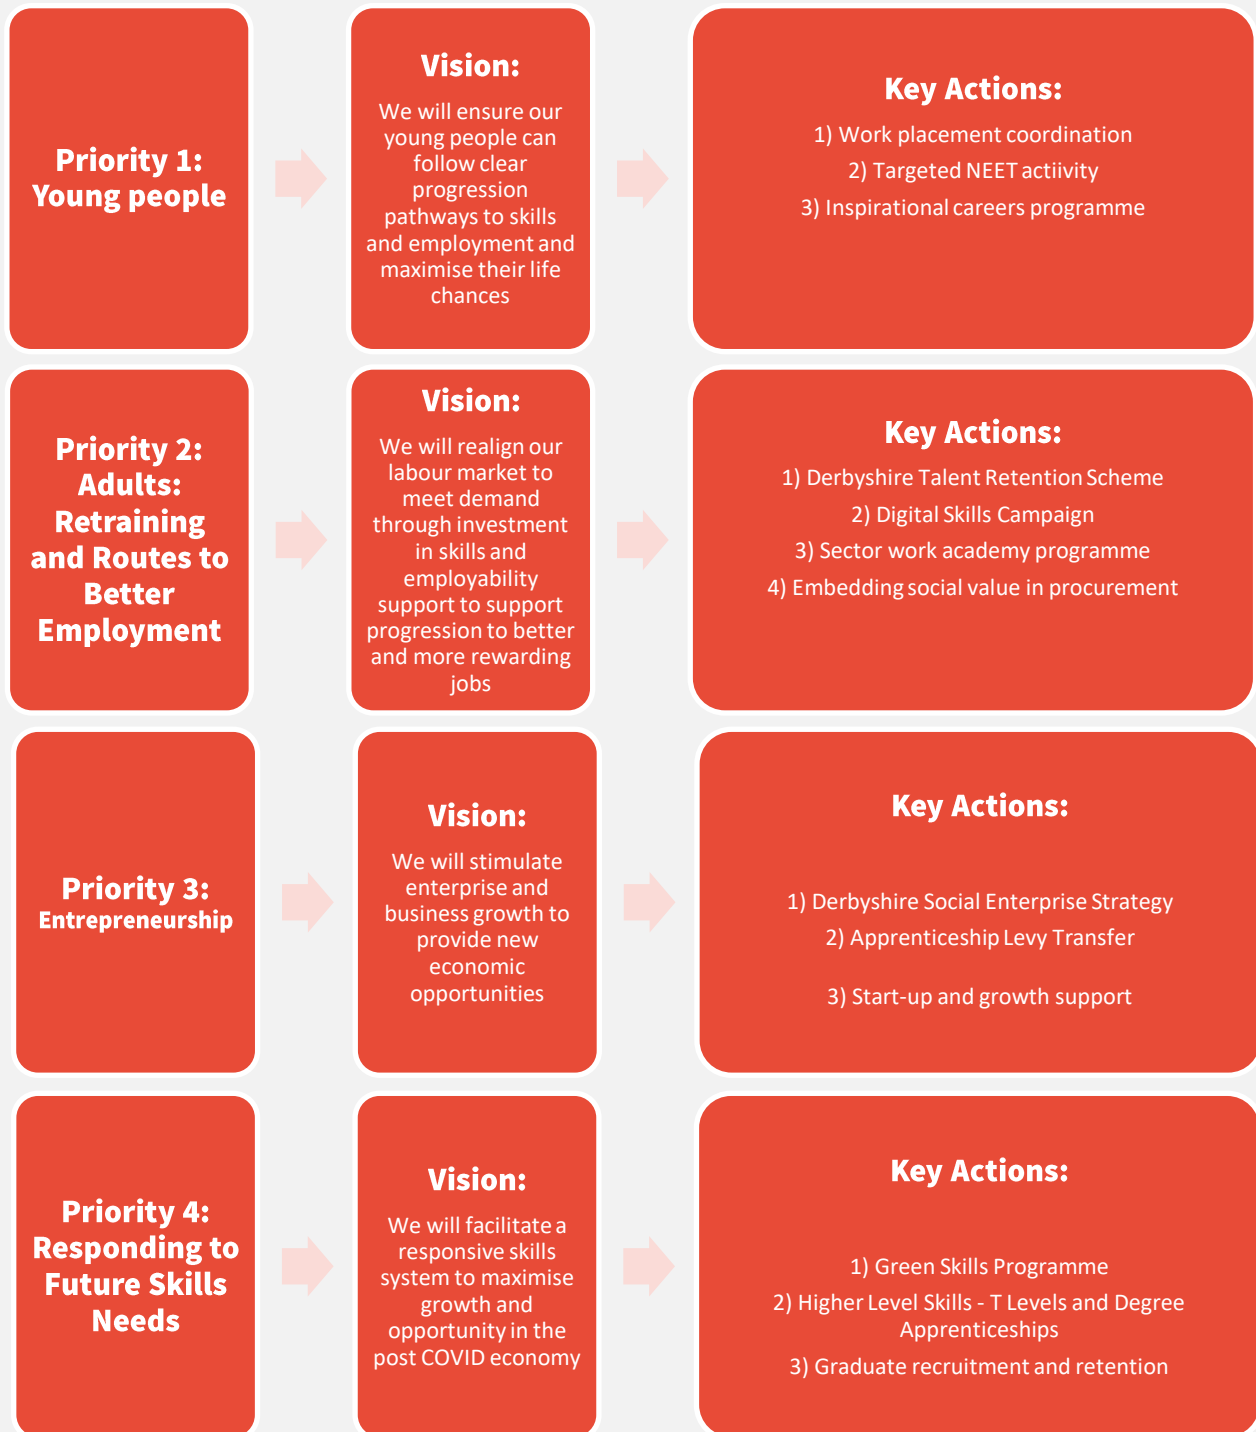 Priority 1:
Young people
Vision:
We will ensure our
young people can
follow clear
progression
pathways to skills
and employment and
maximise their life
chances
Key Actions:
1) Work placement coordination
2) Targeted NEET actiivity
3) Inspirational careers programme
Priority 2:
Adults:
Retraining
and Routes to
Better
Employment
Vision:
We will realign our
labour market to
meet demand
through investment
in skills and
employability
support to support
progression to better
and more rewarding
jobs
Key Actions:
1) Derbyshire Talent Retention Scheme
2) Digital Skills Campaign
3) Sector work academy programme
4) Embedding social value in procurement
Priority 3:
Entrepreneurship
Vision:
We will stimulate
enterprise and
business growth to
provide new
economic
opportunities
Key Actions:
1) Derbyshire Social Enterprise Strategy
2) Apprenticeship Levy Transfer
3) Start-up and growth support
Priority 4:
Responding to
Future Skills
Needs
Vision:
We will facilitate a
responsive skills
system to maximise
growth and
opportunity in the
post COVID economy
Key Actions:
1) Green Skills Programme
2) Higher Level Skills - T Levels and Degree
Apprenticeships
3) Graduate recruitment and retention